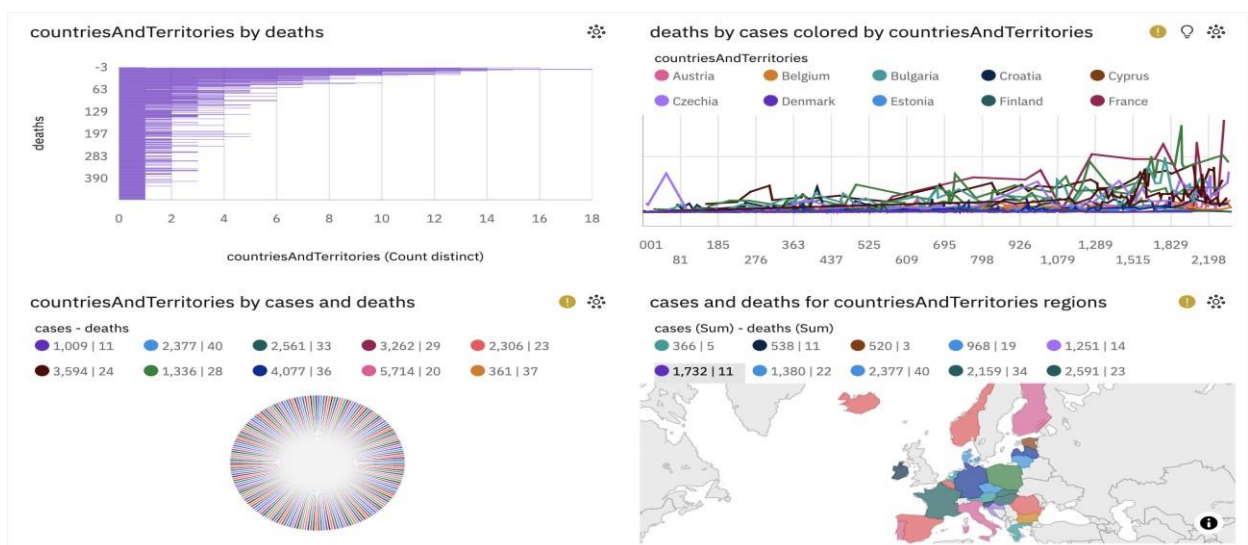 countriesAndTerritories by deaths
deaths
-3
63
129
197
283
390
0 2 4 6 8 10 12 14 16 18
countriesAndTerritories (Count distinct)
deaths by cases colored by countriesAndTerritories
countriesAndTerritories
Austria Belgium Bulgaria Croatia Cyprus
Czechia Denmark Estonia Finland France
001 185 363 525 695 926 1,289 1,829
81 276 437 609 798 1,079 1,515 2,198
countriesAndTerritories by cases and deaths
cases - deaths
1,009 | 11 2,377 | 40 2,561 | 33 3,262 | 29 2,306 | 23
3,594 | 24 1,336 | 28 4,077 | 36 5,714 | 20 361 | 37
cases and deaths for countriesAndTerritories regions
cases (Sum) - deaths (Sum)
366 | 5 538 | 11 520 | 3 968 | 19 1,251 | 14
1,732 | 11 1,380 | 22 2,377 | 40 2,159 | 34 2,591 | 23